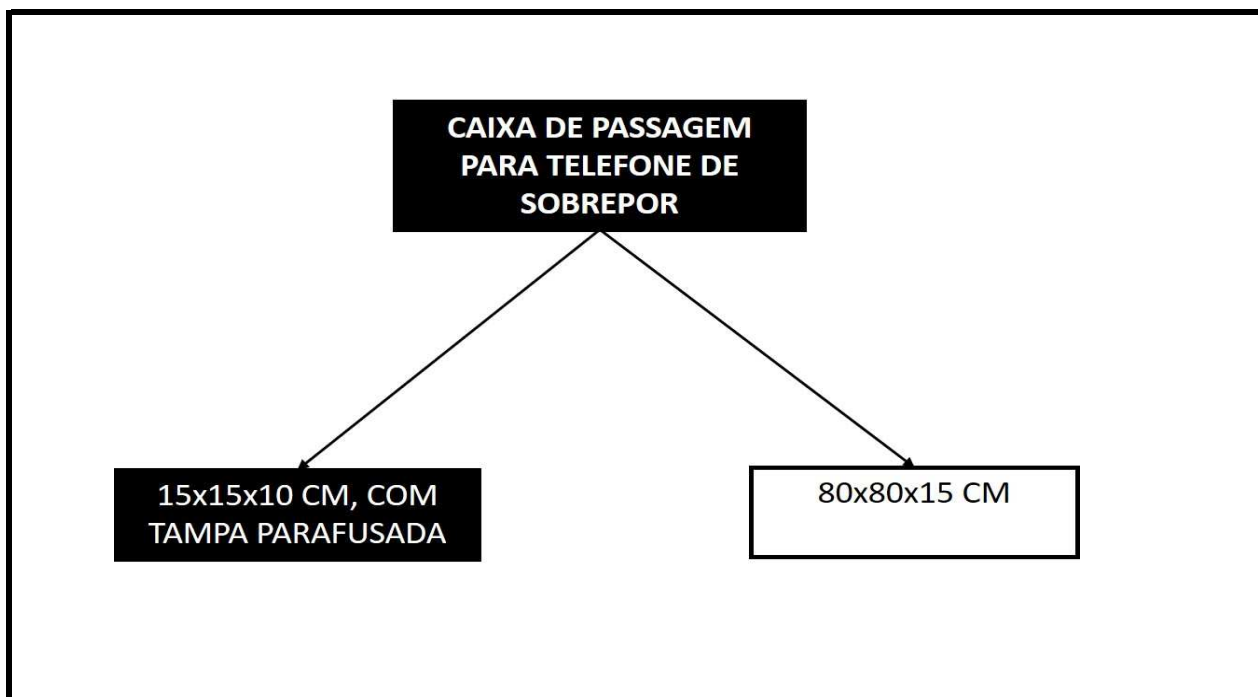 CAIXA DE PASSAGEM
PARA TELEFONE DE
SOBREPOR
15x15x10 CM, COM
TAMPA PARAFUSADA
80x80x15 CM